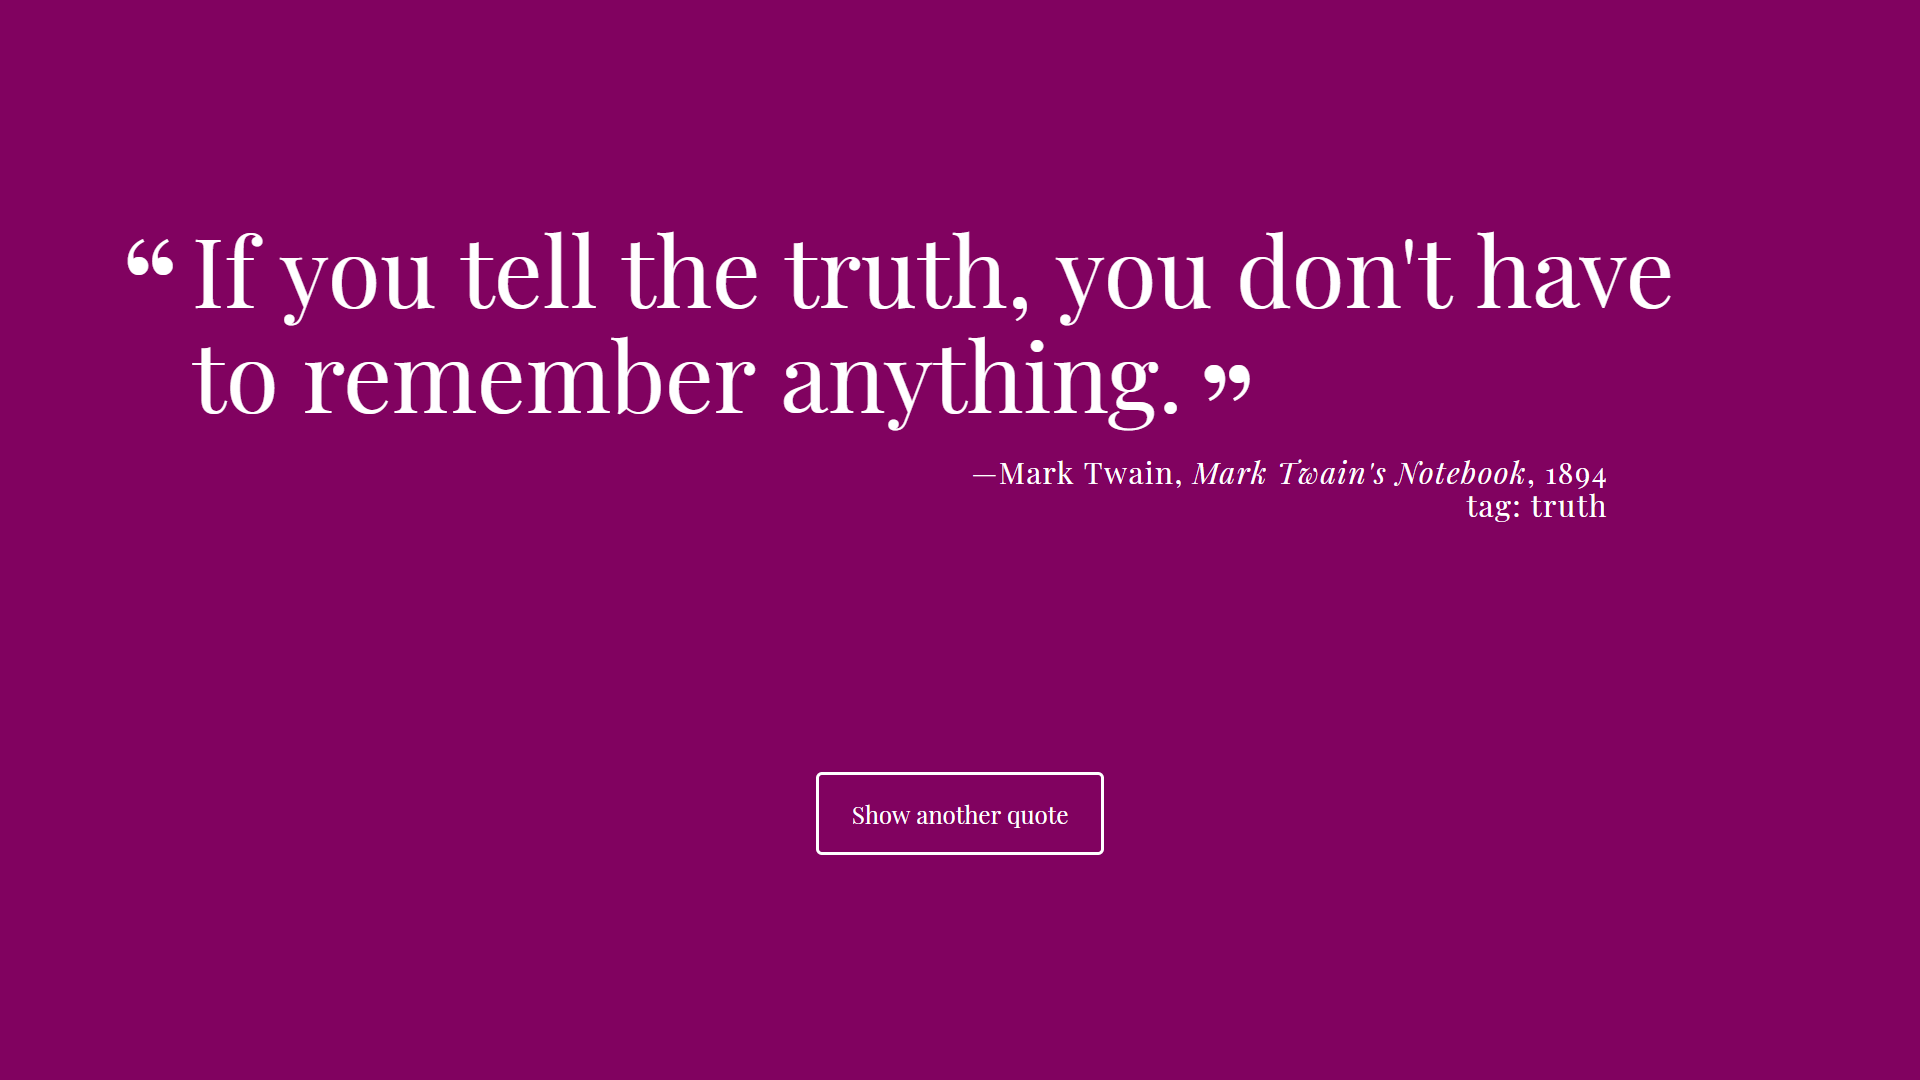 “ If you tell the truth, you don't have
to remember anything. ”
—Mark Twain, Mark Twain's Notebook, 1894
tag: truth
Show another quote